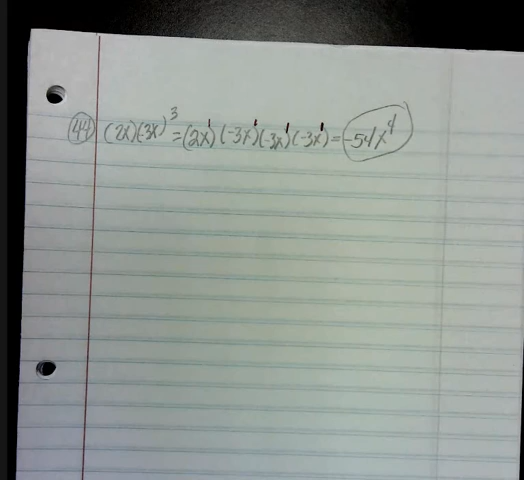 44 (2x)(-3x)^3 = (2x)^1 (-3x)^1 (-3x)^1 (-3x)^1 = -54x^4